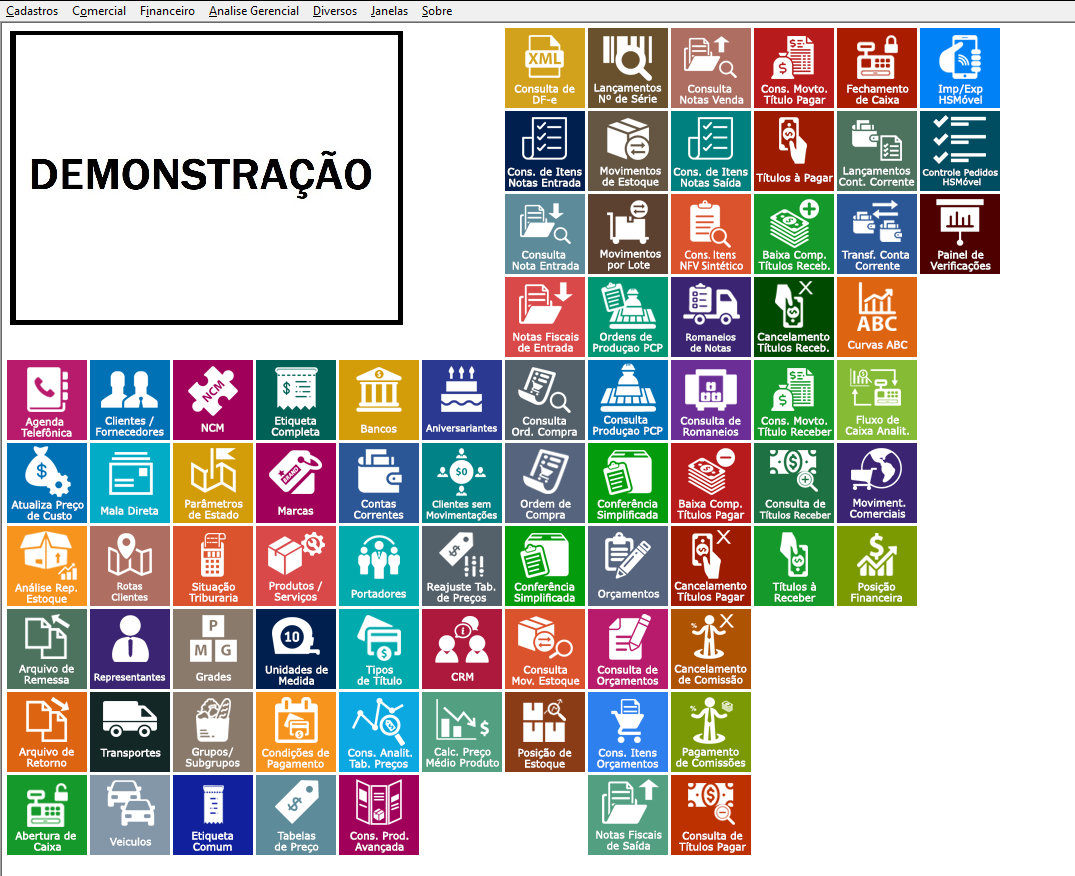 Cadastros Comercial Financeiro Analise Gerencial Diversos Janelas Sobre
DEMONSTRAÇÃO
XML
Consulta de
DF-e
Lançamentos
Nº de Série
Consulta
Notas Venda
Cons. Movto.
Título Pagar
Fechamento
de Caixa
Imp/Exp
HSMóvel
Cons. de Itens
Notas Entrada
Movimentos
de Estoque
Cons. de Itens
Notas Saída
Títulos à Pagar
Lançamentos
Cont. Corrente
Controle Pedidos
HSMóvel
Consulta
Nota Entrada
Movimentos
por Lote
Cons. Itens
NFV Sintético
Baixa Comp.
Títulos Receb.
Transf. Conta
Corrente
Painel de
Verificações
Notas Fiscais
de Entrada
Ordens de
Produçao PCP
Romaneios
de Notas
Cancelamento
Títulos Receb.
ABC
Curvas ABC
Agenda
Telefônica
Clientes /
Fornecedores
NCM
NCM
Etiqueta
Completa
Bancos
Aniversariantes
Consulta
Ord. Compra
Consulta
Produçao PCP
Consulta de
Romaneios
Cons. Movto.
Título Receber
Fluxo de
Caixa Analit.
Atualiza Preço
de Custo
Mala Direta
Parâmetros
de Estado
BRAND
Marcas
Contas
Correntes
$0
Clientes sem
Movimentações
Ordem de
Compra
Conferência
Simplificada
Baixa Comp.
Títulos Pagar
Consulta de
Títulos Receber
Moviment.
Comerciais
Análise Rep.
Estoque
Rotas
Clientes
Situação
Triburaria
Produtos /
Serviços
Portadores
Reajuste Tab.
de Preços
Conferência
Simplificada
Orçamentos
Cancelamento
Títulos Pagar
Títulos à
Receber
Posição
Financeira
Arquivo de
Remessa
Representantes
P
M G
Grades
10
Unidades de
Medida
Tipos
de Título
CRM
Consulta
Mov. Estoque
Consulta de
Orçamentos
Cancelamento
de Comissão
Arquivo de
Retorno
Transportes
Grupos/
Subgrupos
Condições de
Pagamento
Cons. Analit.
Tab. Preços
Calc. Preço
Médio Produto
Posição de
Estoque
Cons. Itens
Orçamentos
Pagamento
de Comissões
Abertura de
Caixa
Veiculos
Etiqueta
Comum
Tabelas
de Preço
Cons. Prod.
Avançada
Notas Fiscais
de Saída
Consulta de
Títulos Pagar